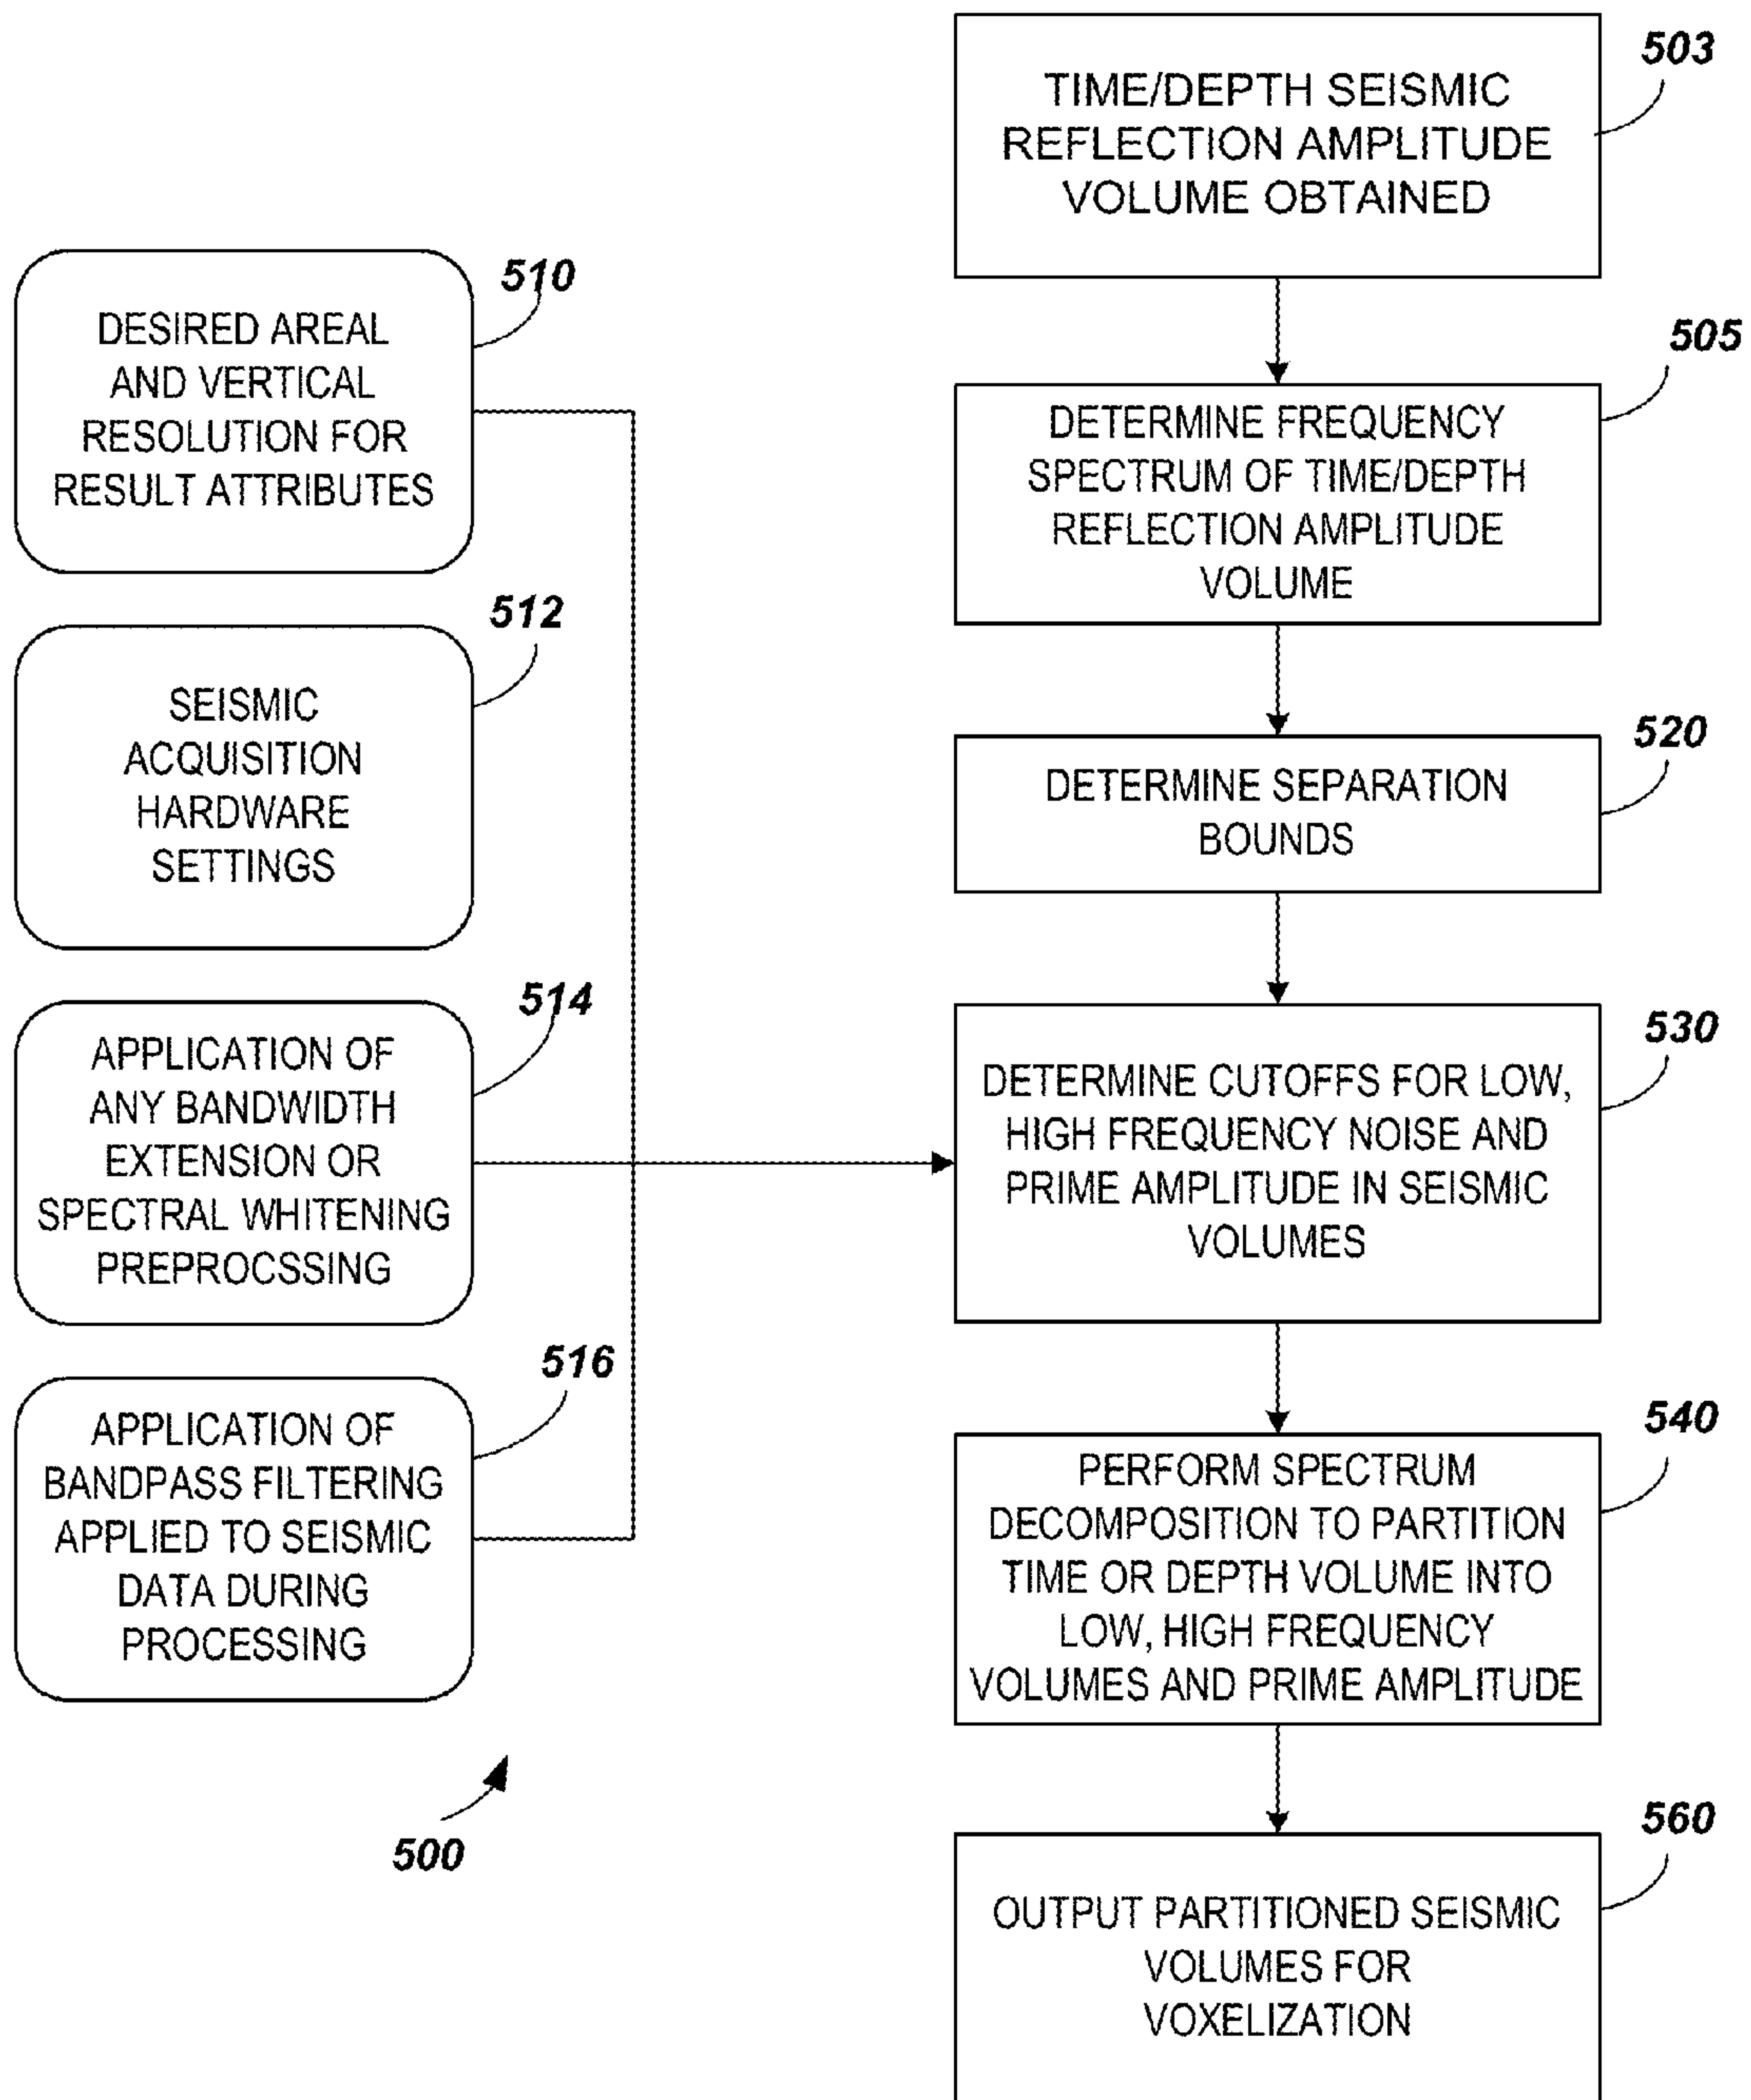 503
TIME/DEPTH SEISMIC
REFLECTION AMPLITUDE
VOLUME OBTAINED
505
DETERMINE FREQUENCY
SPECTRUM OF TIME/DEPTH
REFLECTION AMPLITUDE
VOLUME
520
DETERMINE SEPARATION
BOUNDS
510
DESIRED AREAL
AND VERTICAL
RESOLUTION FOR
RESULT ATTRIBUTES
512
SEISMIC
ACQUISITION
HARDWARE
SETTINGS
514
APPLICATION OF
ANY BANDWIDTH
EXTENSION OR
SPECTRAL WHITENING
PREPROCSSING
516
APPLICATION OF
BANDPASS FILTERING
APPLIED TO SEISMIC
DATA DURING
PROCESSING
530
DETERMINE CUTOFFS FOR LOW,
HIGH FREQUENCY NOISE AND
PRIME AMPLITUDE IN SEISMIC
VOLUMES
540
PERFORM SPECTRUM
DECOMPOSITION TO PARTITION
TIME OR DEPTH VOLUME INTO
LOW, HIGH FREQUENCY
VOLUMES AND PRIME AMPLITUDE
560
OUTPUT PARTITIONED SEISMIC
VOLUMES FOR
VOXELIZATION
500